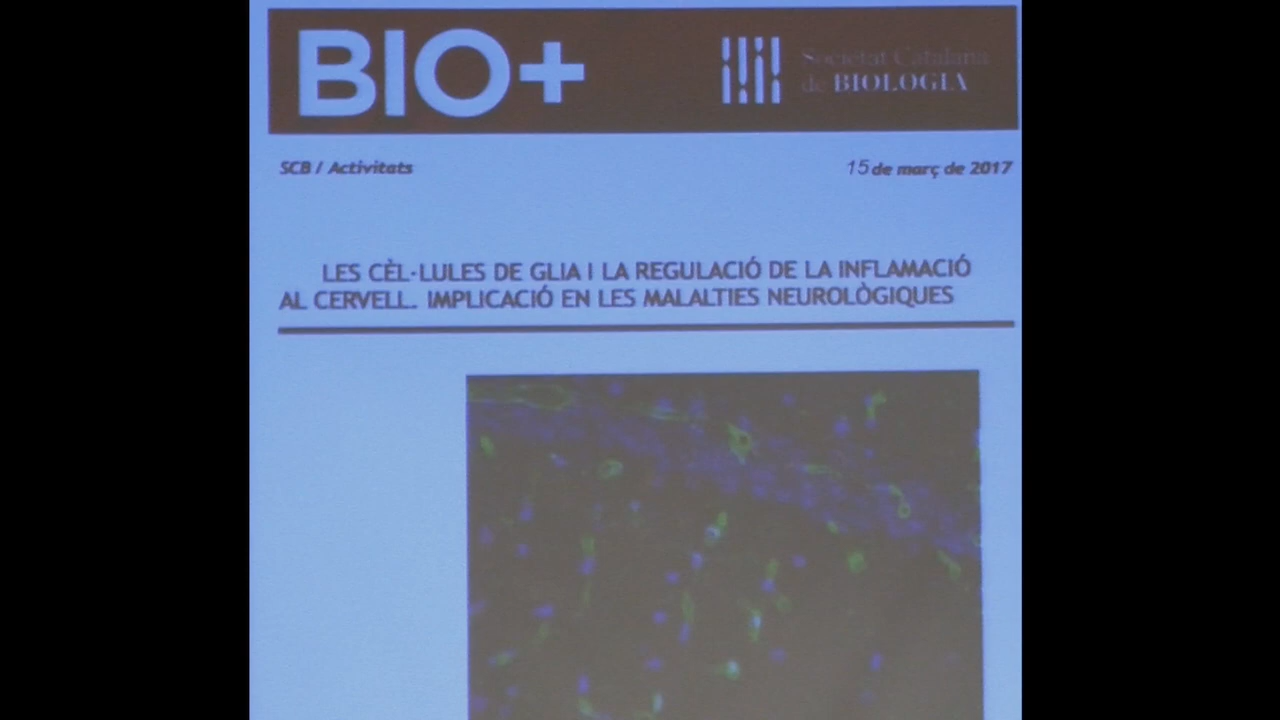 BIO+
Societat Catalana
de BIOLOGIA
SCB / Activitats
15 de març de 2017
LES CÈL·LULES DE GLIA I LA REGULACIÓ DE LA INFLAMACIÓ
AL CERVELL. IMPLICACIÓ EN LES MALALTIES NEUROLÒGIQUES